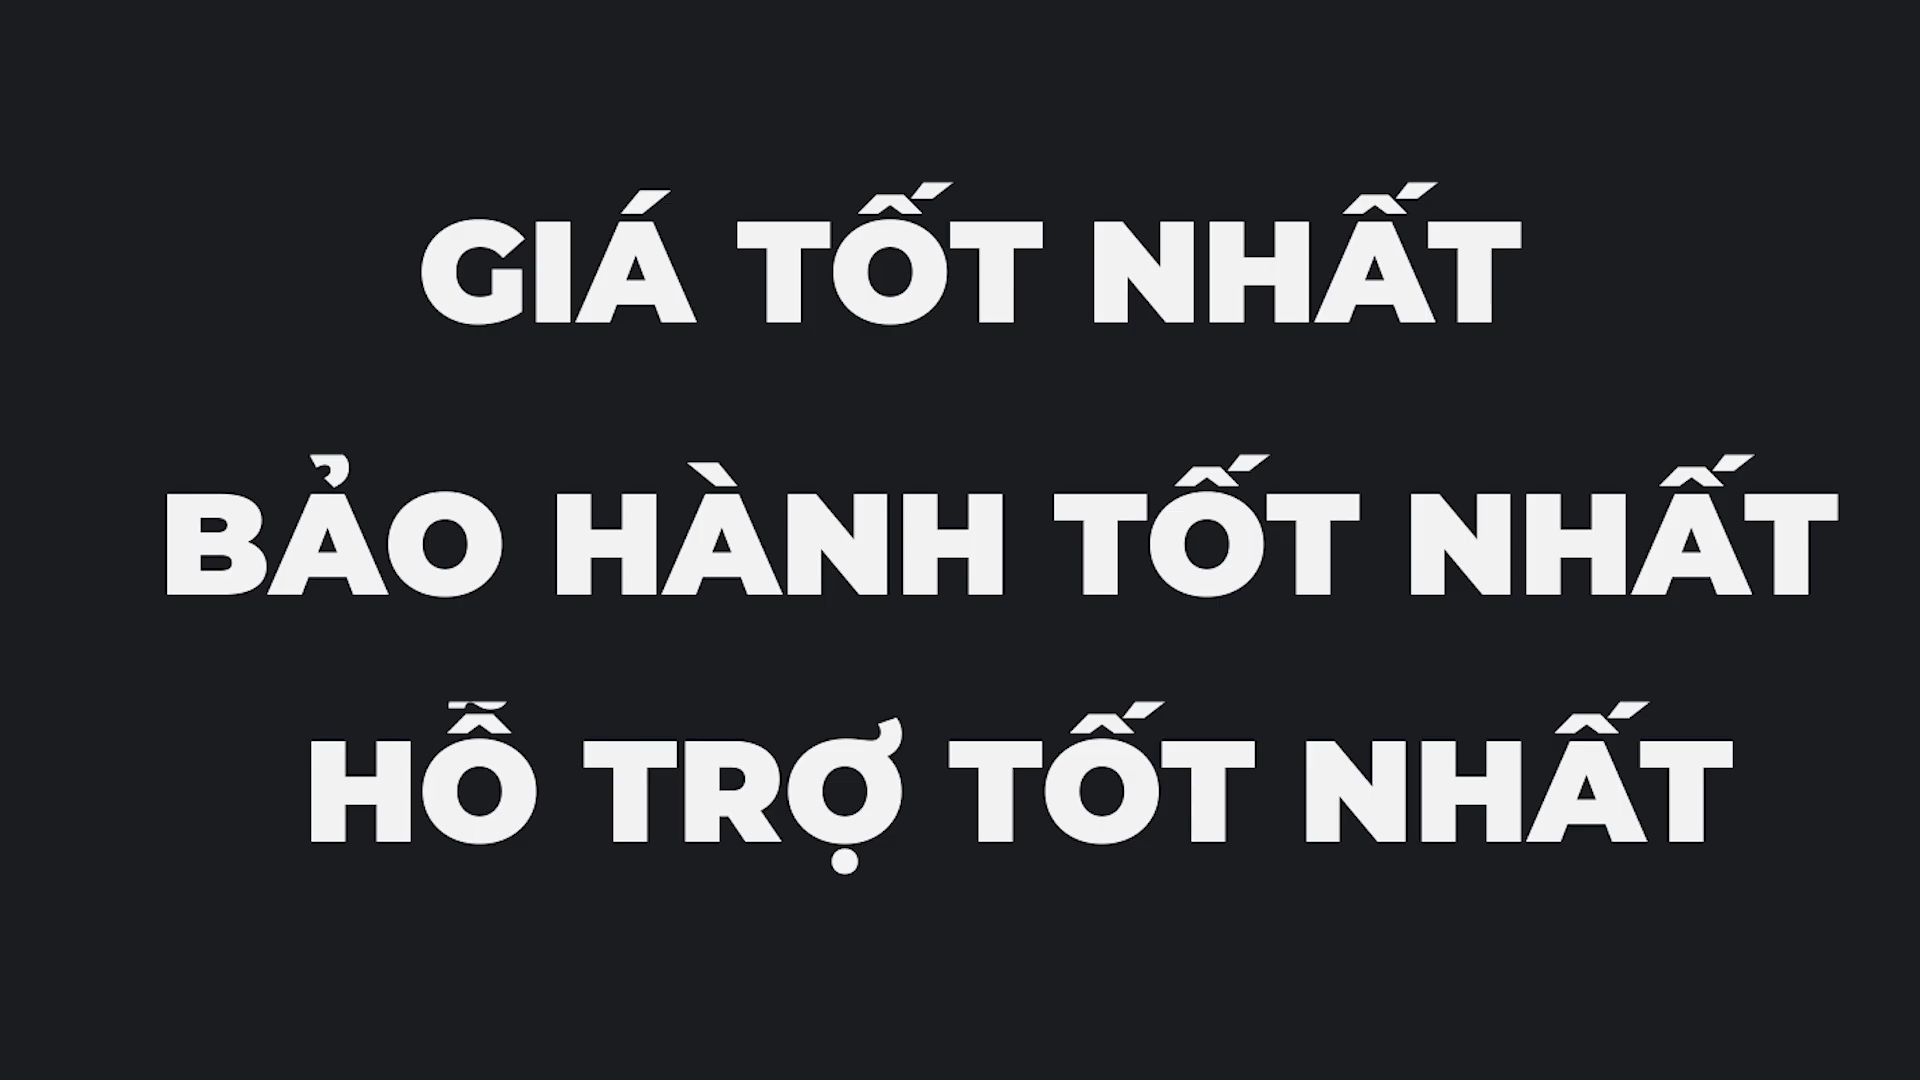 GIÁ TỐT NHẤT
BẢO HÀNH TỐT NHẤT
HỖ TRỢ TỐT NHẤT